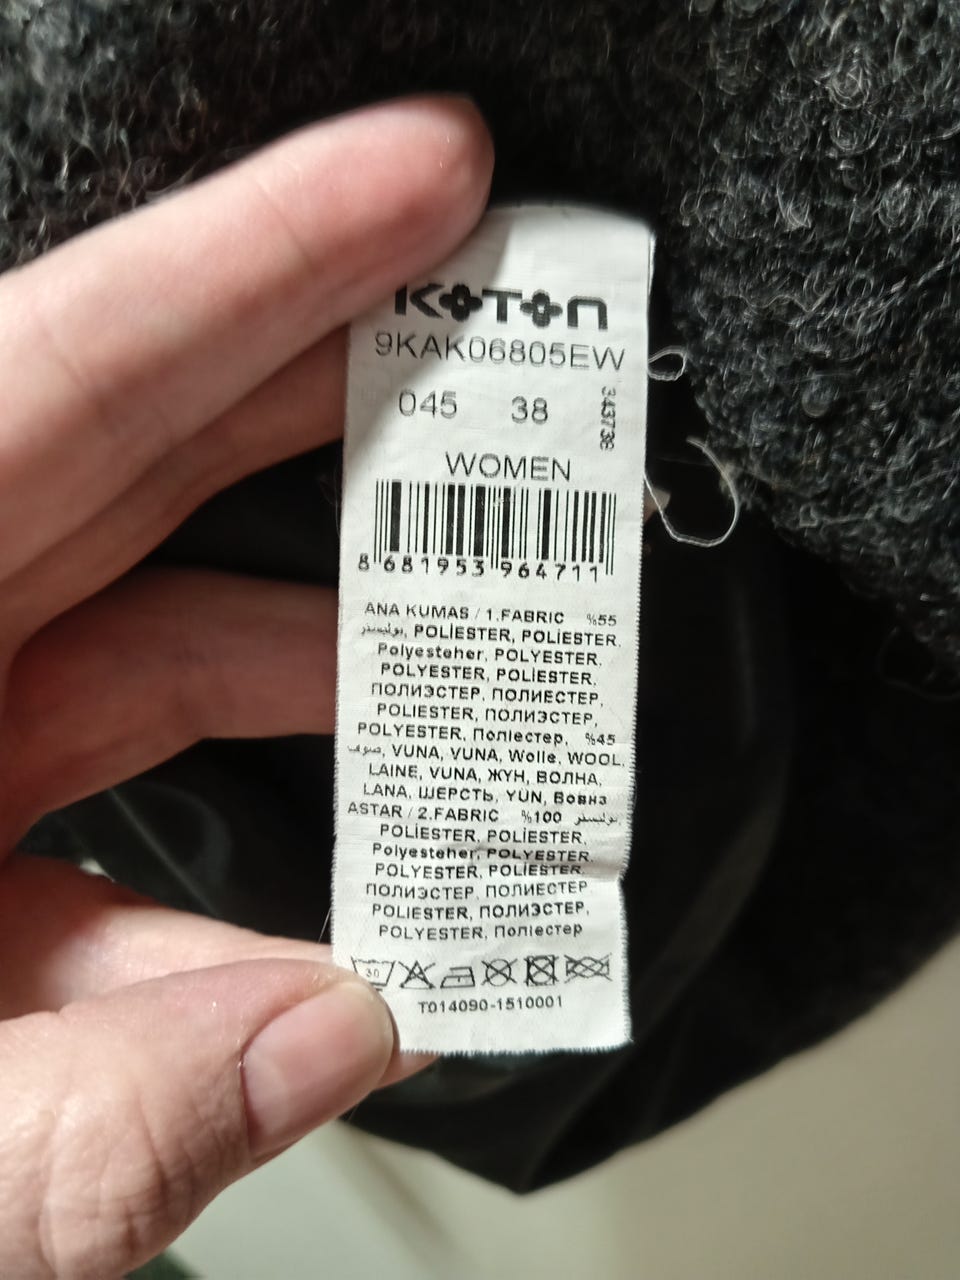 KOTON
9KAK06805EW
045 38
343738
WOMEN
8 681953 964711
ANA KUMAS / 1.FABRIC %55
بوليستر, POLİESTER, POLİESTER,
Polyesteher, POLYESTER,
POLYESTER, POLİESTER,
ПОЛИЭСТЕР, ПОЛИЕСТЕР,
POLIESTER, ПОЛИЭСТЕР,
POLYESTER, Поліестер, %45
صوف, VUNA, VUNA, Wolle, WOOL,
LAINE, VUNA, ЖҮН, ВОЛНА,
LANA, ШЕРСТЬ, YUN, Вовна
ASTAR / 2.FABRIC %100 بوليستر,
POLİESTER, POLİESTER,
Polyesteher, POLYESTER,
POLYESTER, POLİESTER,
ПОЛИЭСТЕР, ПОЛИЕСТЕР,
POLIESTER, ПОЛИЭСТЕР,
POLYESTER, Поліестер
30
T014090-1510001